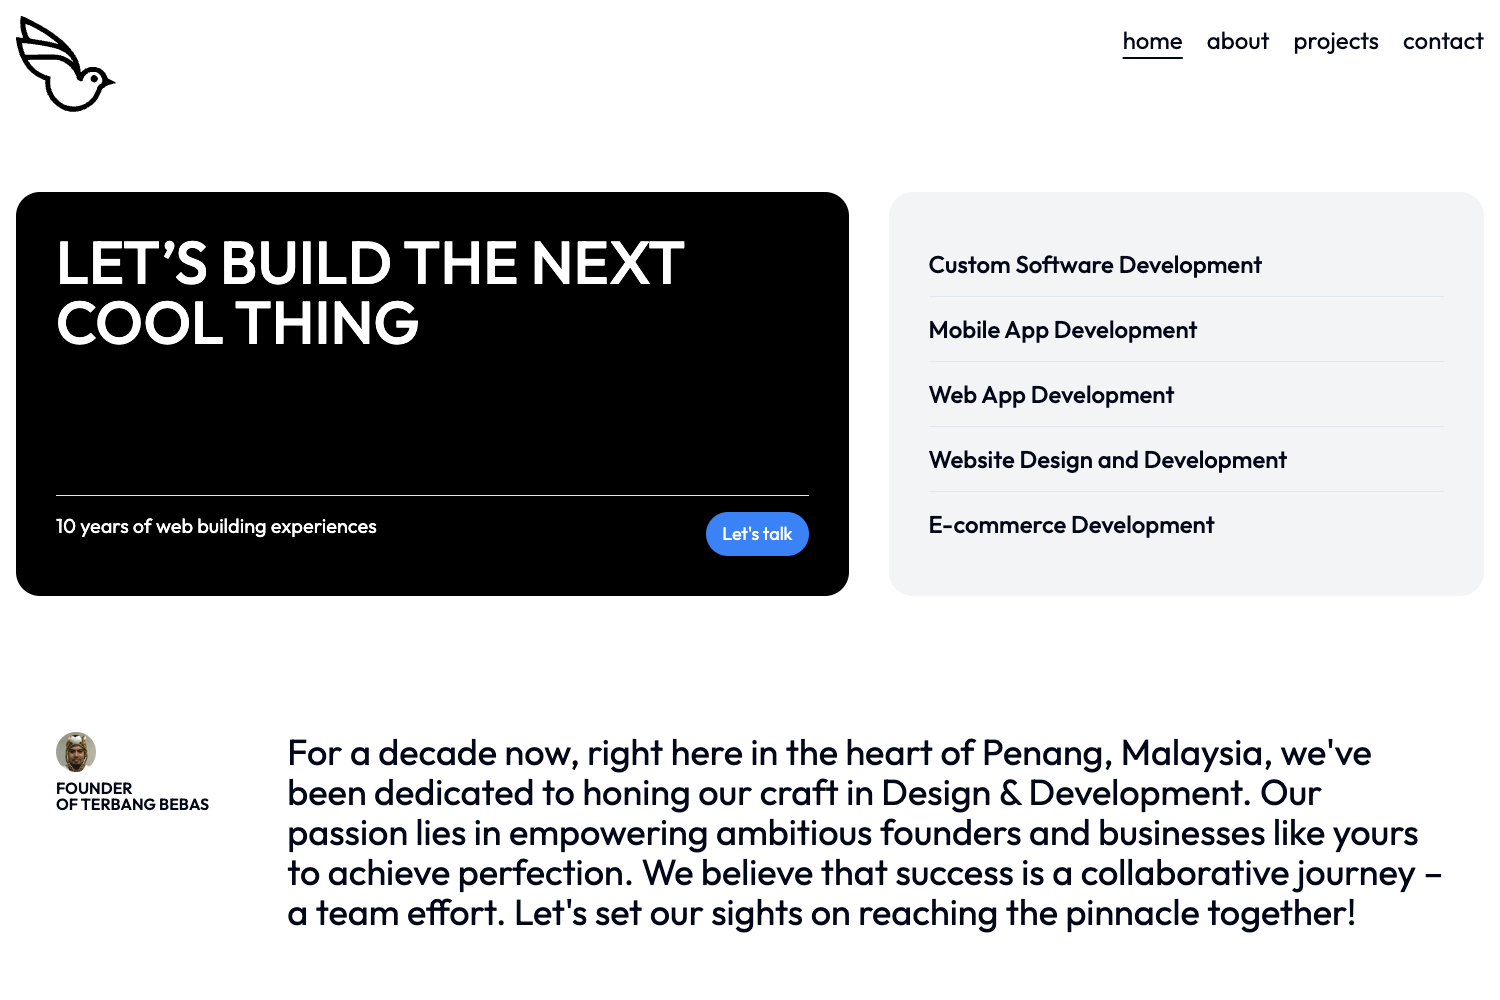 home about projects contact
LET’S BUILD THE NEXT
COOL THING
10 years of web building experiences
Let's talk
Custom Software Development
Mobile App Development
Web App Development
Website Design and Development
E-commerce Development
FOUNDER
OF TERBANG BEBAS
For a decade now, right here in the heart of Penang, Malaysia, we've
been dedicated to honing our craft in Design & Development. Our
passion lies in empowering ambitious founders and businesses like yours
to achieve perfection. We believe that success is a collaborative journey –
a team effort. Let's set our sights on reaching the pinnacle together!